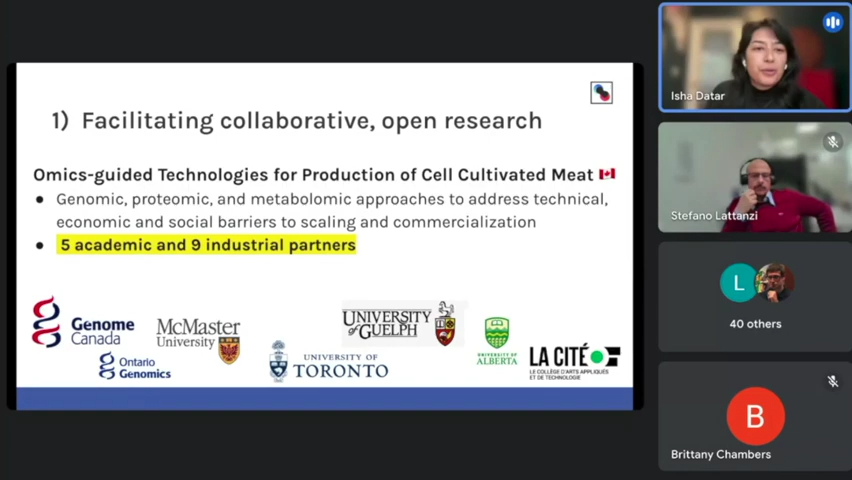 1) Facilitating collaborative, open research
Omics-guided Technologies for Production of Cell Cultivated Meat
● Genomic, proteomic, and metabolomic approaches to address technical,
economic and social barriers to scaling and commercialization
● 5 academic and 9 industrial partners
Genome
Canada
Ontario
Genomics
McMaster
University
UNIVERSITY OF
TORONTO
UNIVERSITY
OF GUELPH
UNIVERSITY OF
ALBERTA
LA CITÉ
LE COLLÈGE D'ARTS APPLIQUÉS
ET DE TECHNOLOGIE
Isha Datar
Stefano Lattanzi
L
40 others
B
Brittany Chambers